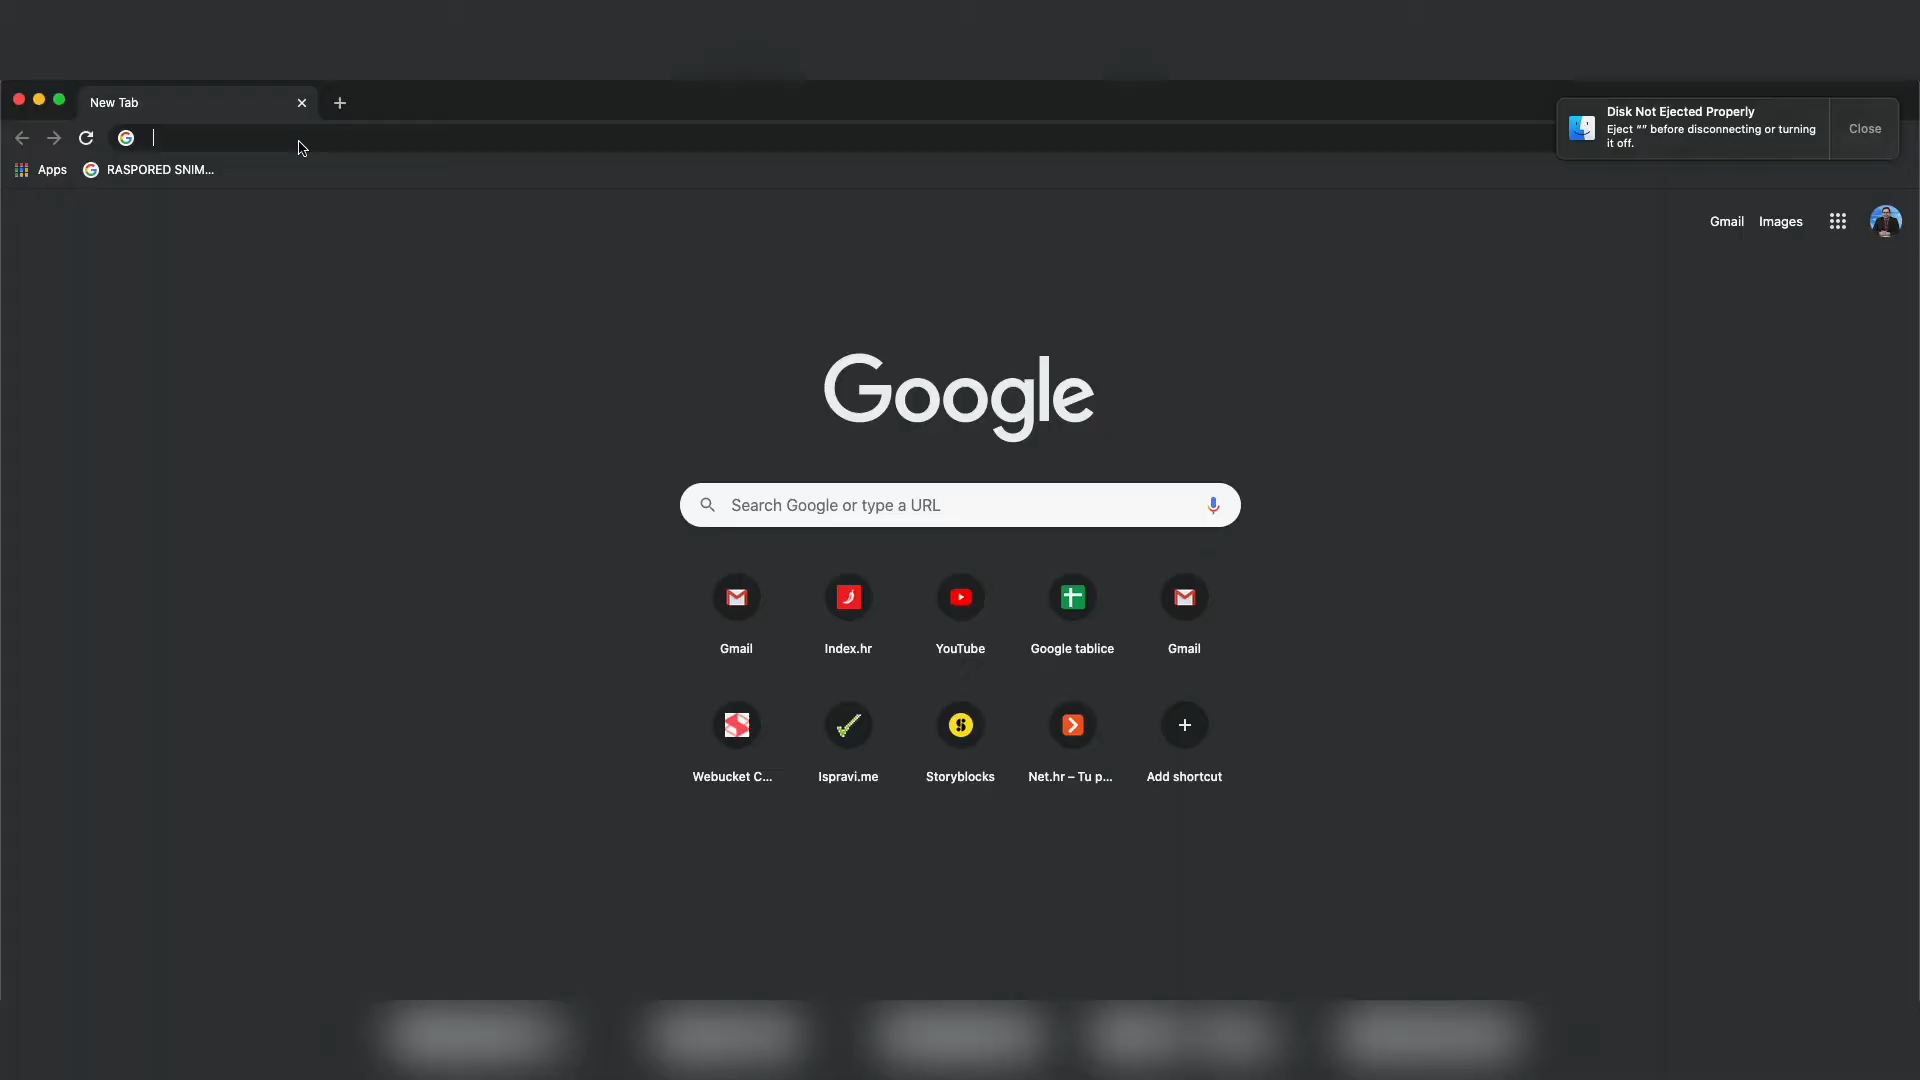 New Tab
Disk Not Ejected Properly
Eject “” before disconnecting or turning
it off.
Close
Apps
RASPORED SNIM...
Gmail
Images
Google
Search Google or type a URL
Gmail
Index.hr
YouTube
Google tablice
Gmail
Webucket C...
Ispravi.me
Storyblocks
Net.hr – Tu p...
Add shortcut